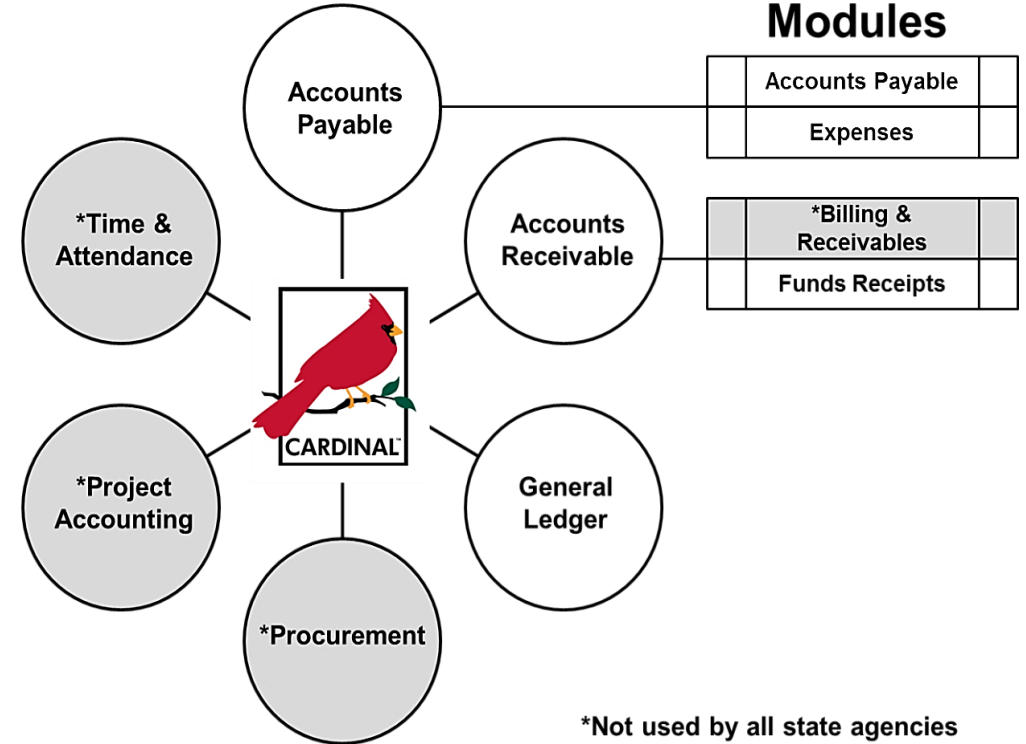 Modules
Accounts
Payable
Accounts Payable
Expenses
*Time &
Attendance
Accounts
Receivable
*Billing &
Receivables
Funds Receipts
CARDINAL™
*Project
Accounting
General
Ledger
*Procurement
*Not used by all state agencies